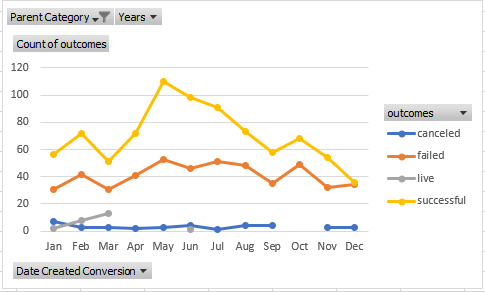 Parent Category Years
Count of outcomes
120
100
80
60
40
20
0
Jan Feb Mar Apr May Jun Jul Aug Sep Oct Nov Dec
outcomes
canceled
failed
live
successful
Date Created Conversion